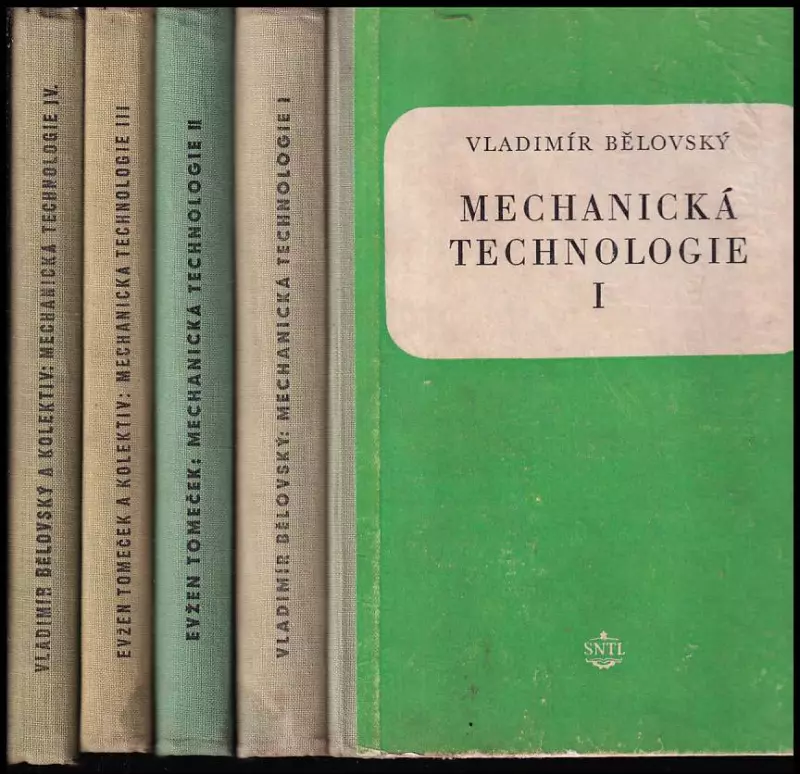 VLADIMÍR BĚLOVSKÝ A KOLEKTIV: MECHANICKÁ TECHNOLOGIE IV.
EVŽEN TOMEČEK A KOLEKTIV: MECHANICKÁ TECHNOLOGIE III
EVŽEN TOMEČEK: MECHANICKÁ TECHNOLOGIE II
VLADIMÍR BĚLOVSKÝ: MECHANICKÁ TECHNOLOGIE I
VLADIMÍR BĚLOVSKÝ
MECHANICKÁ
TECHNOLOGIE
I
SNTL